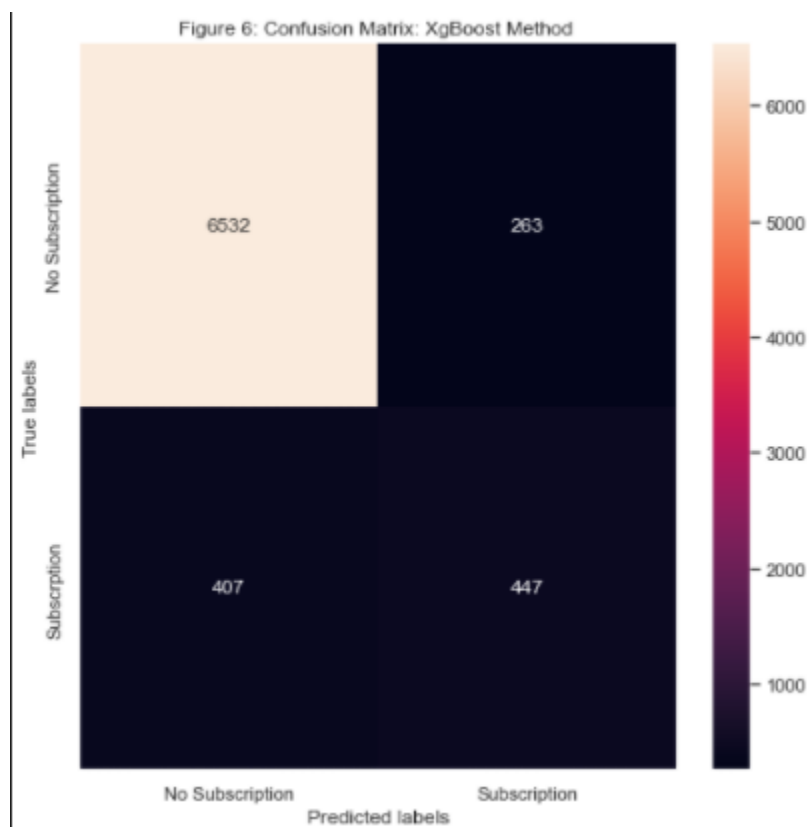 Figure 6: Confusion Matrix: XgBoost Method
No Subscription
Subscrption
True labels
6532
263
407
447
No Subscription
Subscription
Predicted labels
6000
5000
4000
3000
2000
1000